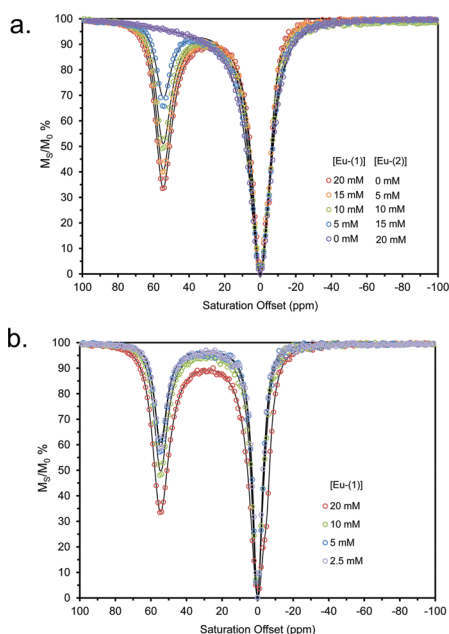 a.
100
90
80
70
60
50
40
30
20
10
0
M_S/M_0 %
[Eu-(1)] [Eu-(2)]
20 mM 0 mM
15 mM 5 mM
10 mM 10 mM
5 mM 15 mM
0 mM 20 mM
100 80 60 40 20 0 -20 -40 -60 -80 -100
Saturation Offset (ppm)
b.
100
90
80
70
60
50
40
30
20
10
0
M_S/M_0 %
[Eu-(1)]
20 mM
10 mM
5 mM
2.5 mM
100 80 60 40 20 0 -20 -40 -60 -80 -100
Saturation Offset (ppm)